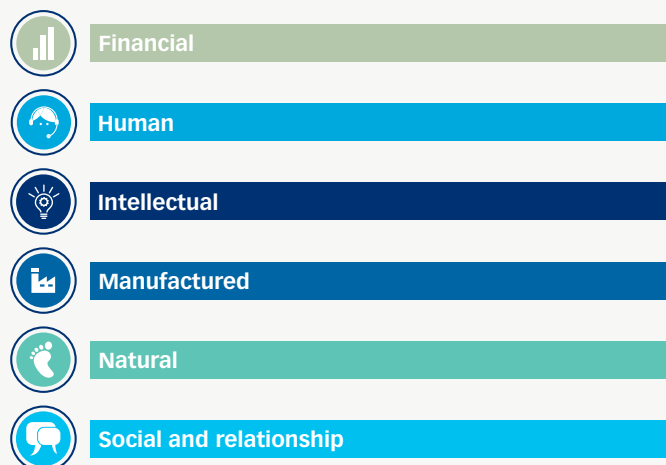 Financial
Human
Intellectual
Manufactured
Natural
Social and relationship